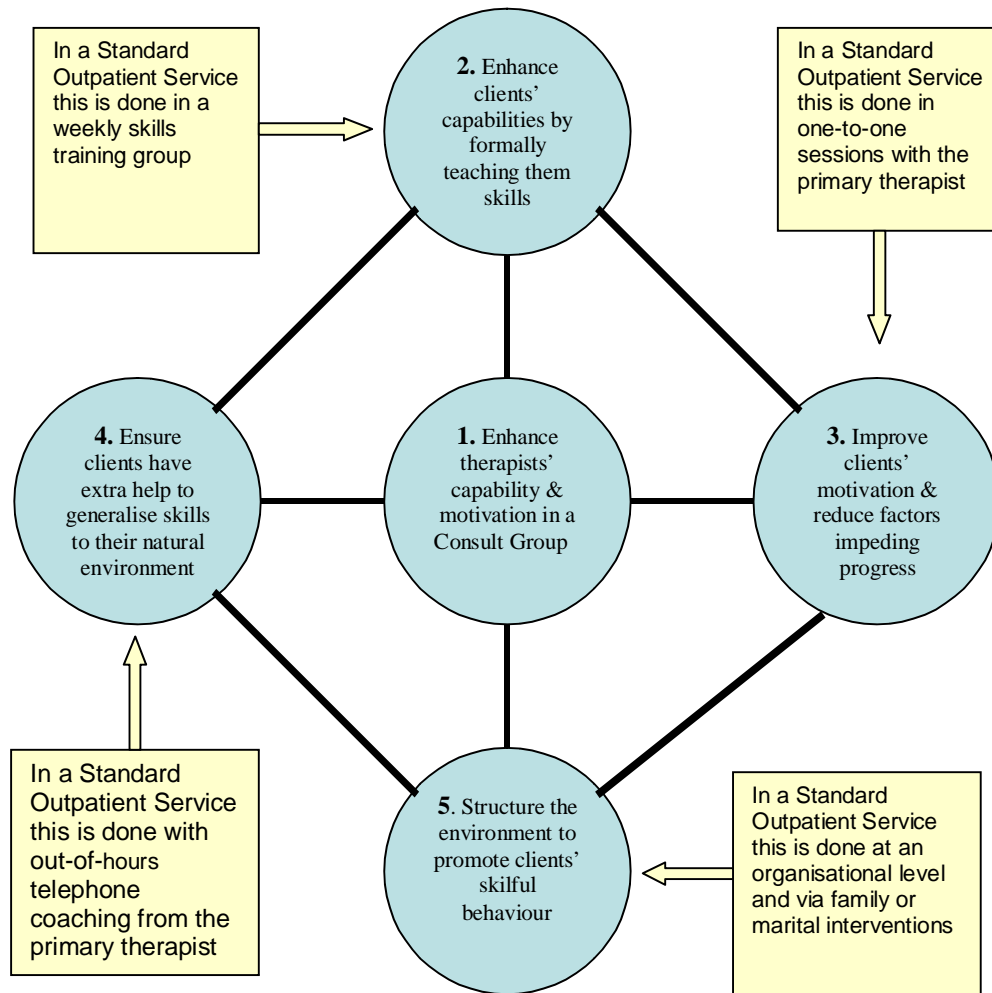 In a Standard
Outpatient Service
this is done in a
weekly skills
training group
2. Enhance
clients’
capabilities by
formally
teaching them
skills
In a Standard
Outpatient Service
this is done in
one-to-one
sessions with the
primary therapist
4. Ensure
clients have
extra help to
generalise skills
to their natural
environment
1. Enhance
therapists’
capability &
motivation in a
Consult Group
3. Improve
clients’
motivation &
reduce factors
impeding
progress
In a Standard
Outpatient Service
this is done with
out-of-hours
telephone
coaching from the
primary therapist
5. Structure the
environment to
promote clients’
skilful
behaviour
In a Standard
Outpatient Service
this is done at an
organisational level
and via family or
marital interventions